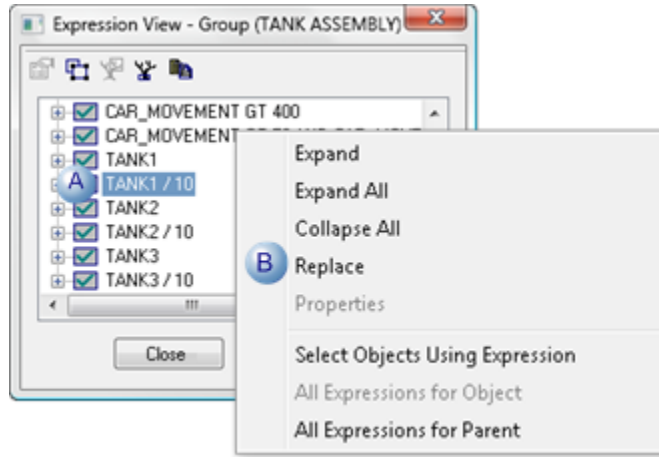 Expression View - Group (TANK ASSEMBLY)
CAR_MOVEMENT GT 400
CAR_MOVEMENT
TANK1
A
TANK1 / 10
TANK2
TANK2 / 10
TANK3
TANK3 / 10
Close
Expand
Expand All
Collapse All
B
Replace
Properties
Select Objects Using Expression
All Expressions for Object
All Expressions for Parent